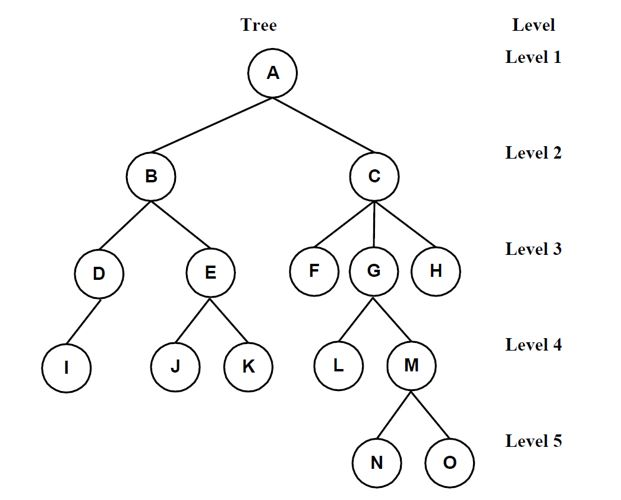 Tree Level
A Level 1
B C Level 2
D E F G H Level 3
I J K L M Level 4
N O Level 5